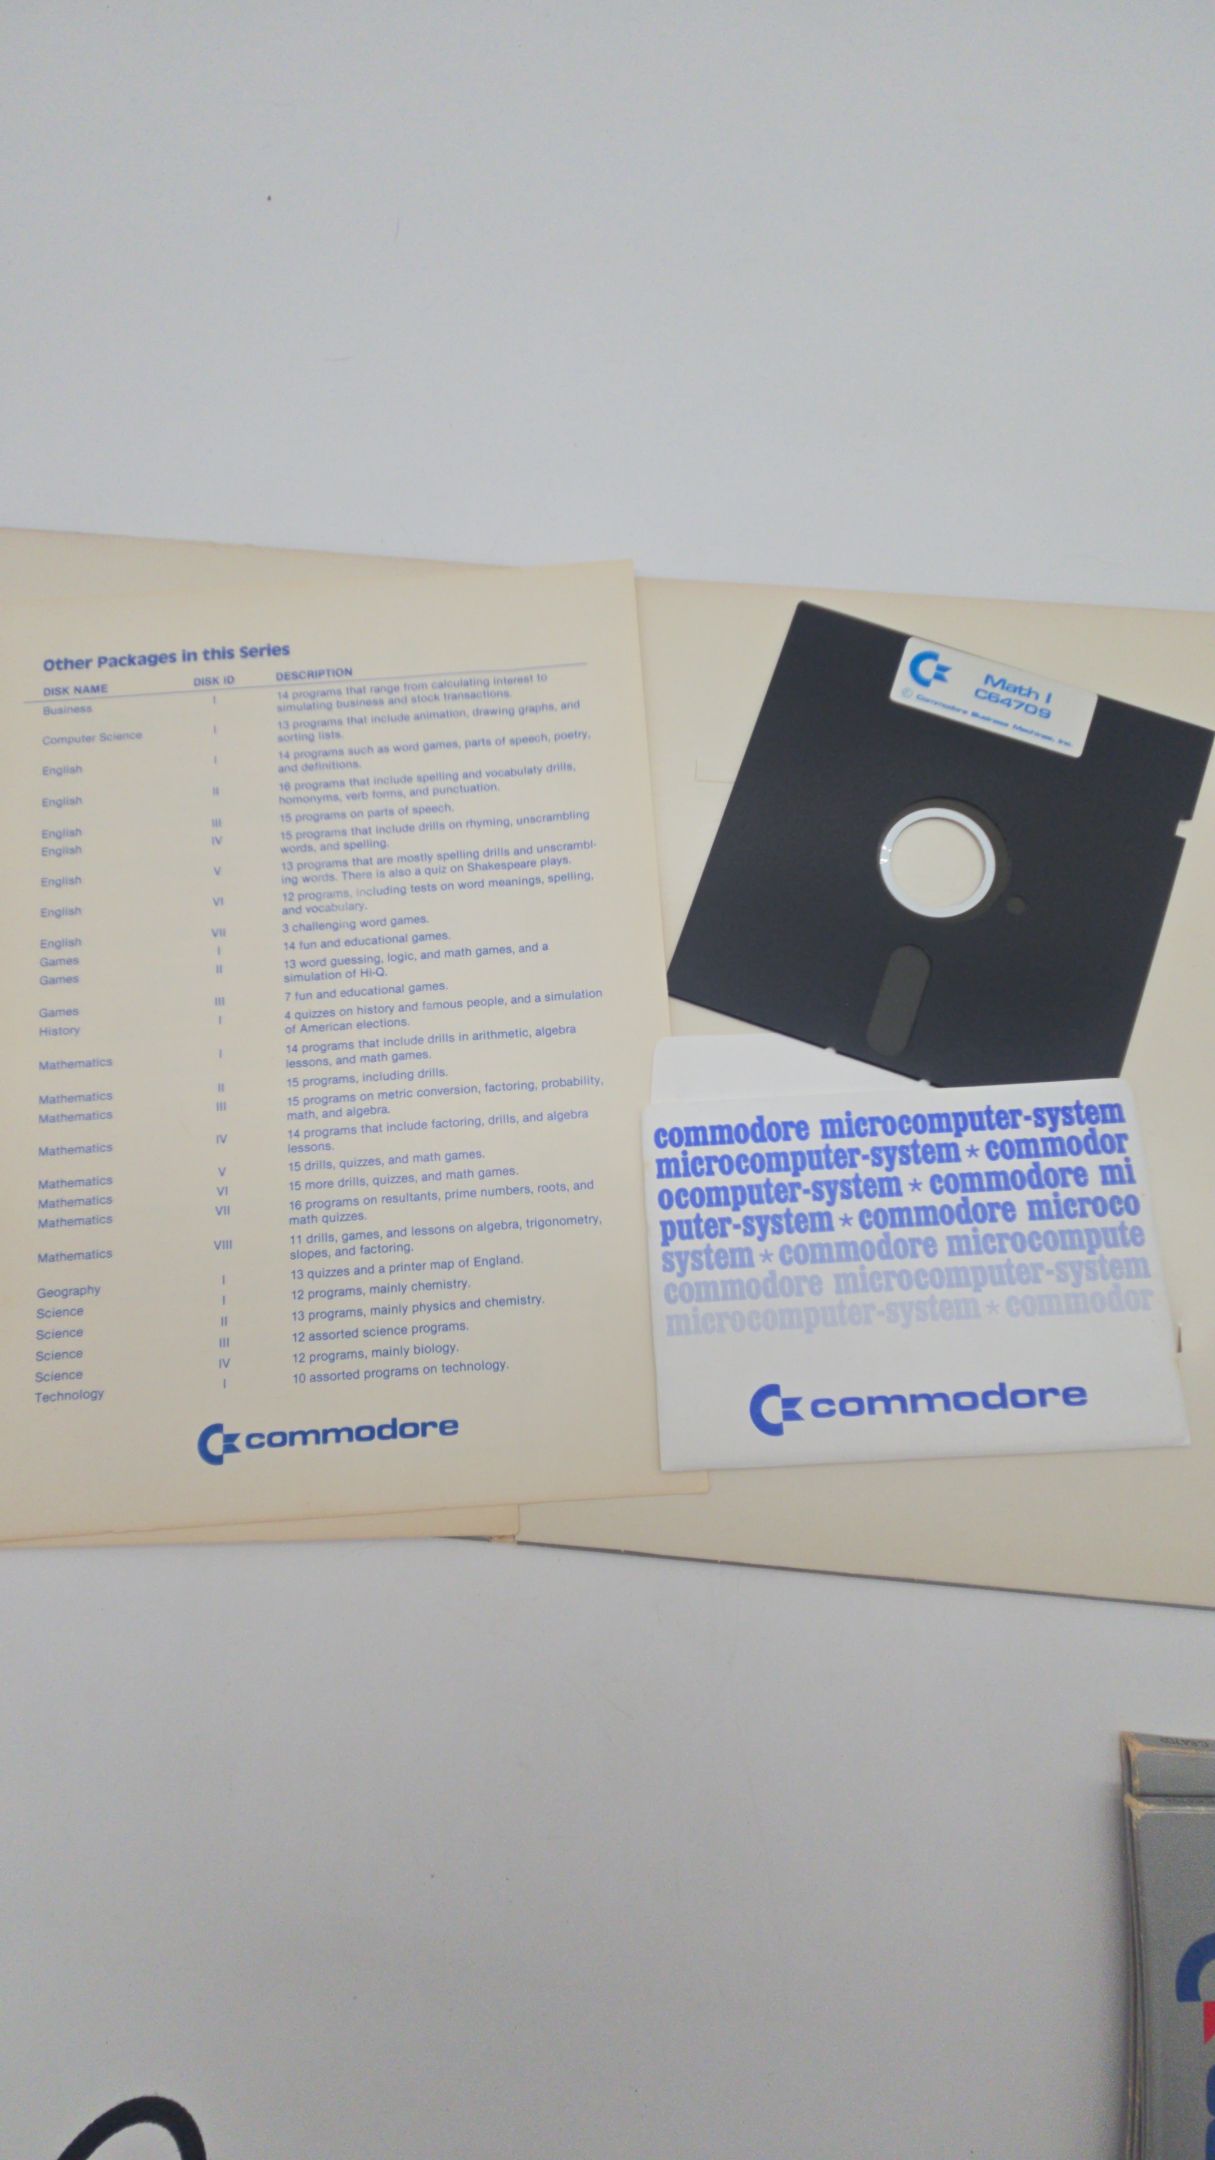 Other Packages in this Series
DISK NAME DISK ID DESCRIPTION
Business I 14 programs that range from calculating interest to
simulating business and stock transactions.
Computer Science I 13 programs that include animation, drawing graphs, and
sorting lists.
English I 14 programs such as word games, parts of speech, poetry,
and definitions.
English II 16 programs that include spelling and vocabulaty drills,
homonyms, verb forms, and punctuation.
English III 15 programs on parts of speech.
English IV 15 programs that include drills on rhyming, unscrambling
words, and spelling.
English V 13 programs that are mostly spelling drills and unscrambl-
ing words. There is also a quiz on Shakespeare plays.
English VI 12 programs, including tests on word meanings, spelling,
and vocabulary.
English VII 3 challenging word games.
Games I 14 fun and educational games.
Games II 13 word guessing, logic, and math games, and a
simulation of Hi-Q.
Games III 7 fun and educational games.
History I 4 quizzes on history and famous people, and a simulation
of American elections.
Mathematics I 14 programs that include drills in arithmetic, algebra
lessons, and math games.
Mathematics II 15 programs, including drills.
Mathematics III 15 programs on metric conversion, factoring, probability,
math, and algebra.
Mathematics IV 14 programs that include factoring, drills, and algebra
lessons.
Mathematics V 15 drills, quizzes, and math games.
Mathematics VI 15 more drills, quizzes, and math games.
Mathematics VII 16 programs on resultants, prime numbers, roots, and
math quizzes.
Mathematics VIII 11 drills, games, and lessons on algebra, trigonometry,
slopes, and factoring.
Geography I 13 quizzes and a printer map of England.
Science I 12 programs, mainly chemistry.
Science II 13 programs, mainly physics and chemistry.
Science III 12 assorted science programs.
Science IV 12 programs, mainly biology.
Technology I 10 assorted programs on technology.
commodore
Math I
C64709
© Commodore Business Machines, Inc.
commodore microcomputer-system
microcomputer-system * commodor
ocomputer-system * commodore mi
puter-system * commodore microco
system * commodore microcompute
commodore microcomputer-system
microcomputer-system * commodor
commodore